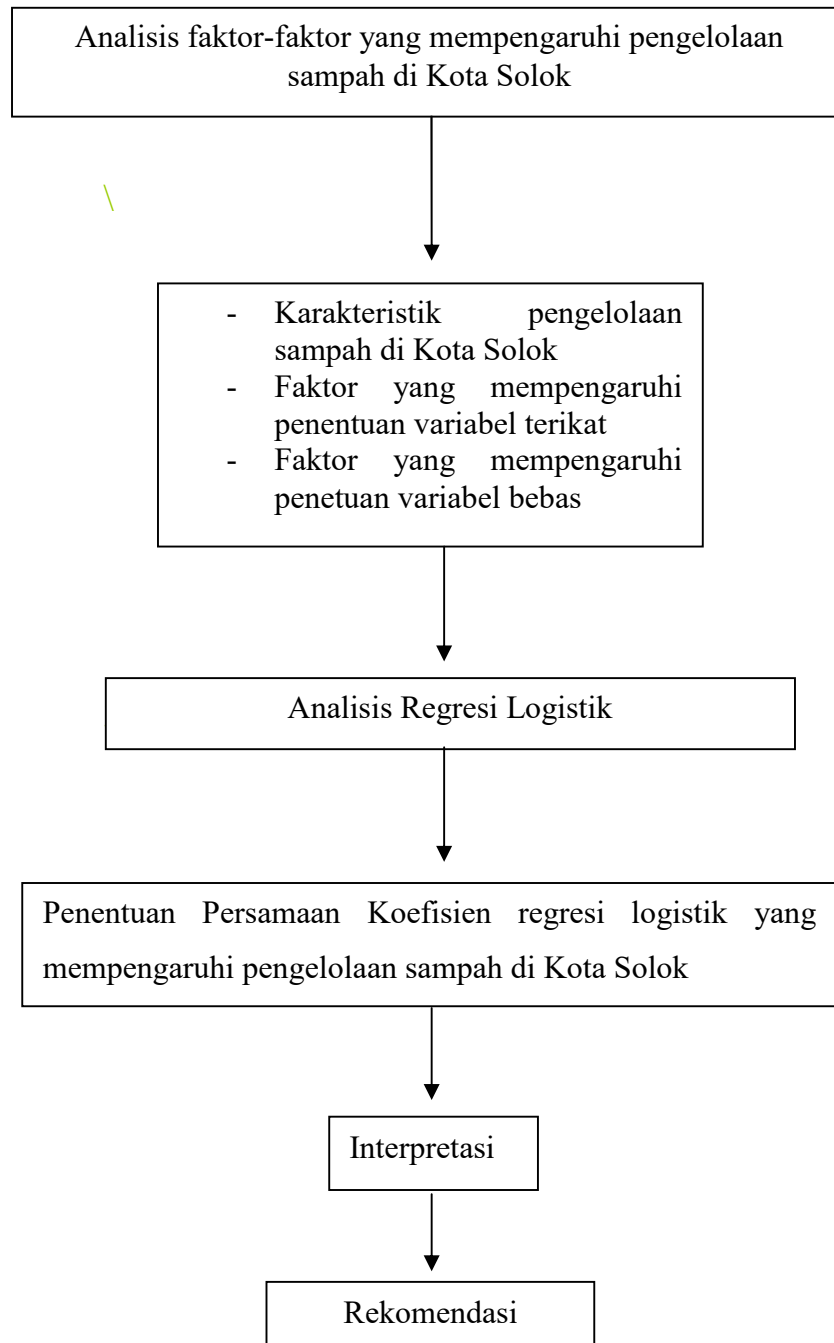 Analisis faktor-faktor yang mempengaruhi pengelolaan
sampah di Kota Solok
\
- Karakteristik pengelolaan
sampah di Kota Solok
- Faktor yang mempengaruhi
penentuan variabel terikat
- Faktor yang mempengaruhi
penetuan variabel bebas
Analisis Regresi Logistik
Penentuan Persamaan Koefisien regresi logistik yang
mempengaruhi pengelolaan sampah di Kota Solok
Interpretasi
Rekomendasi